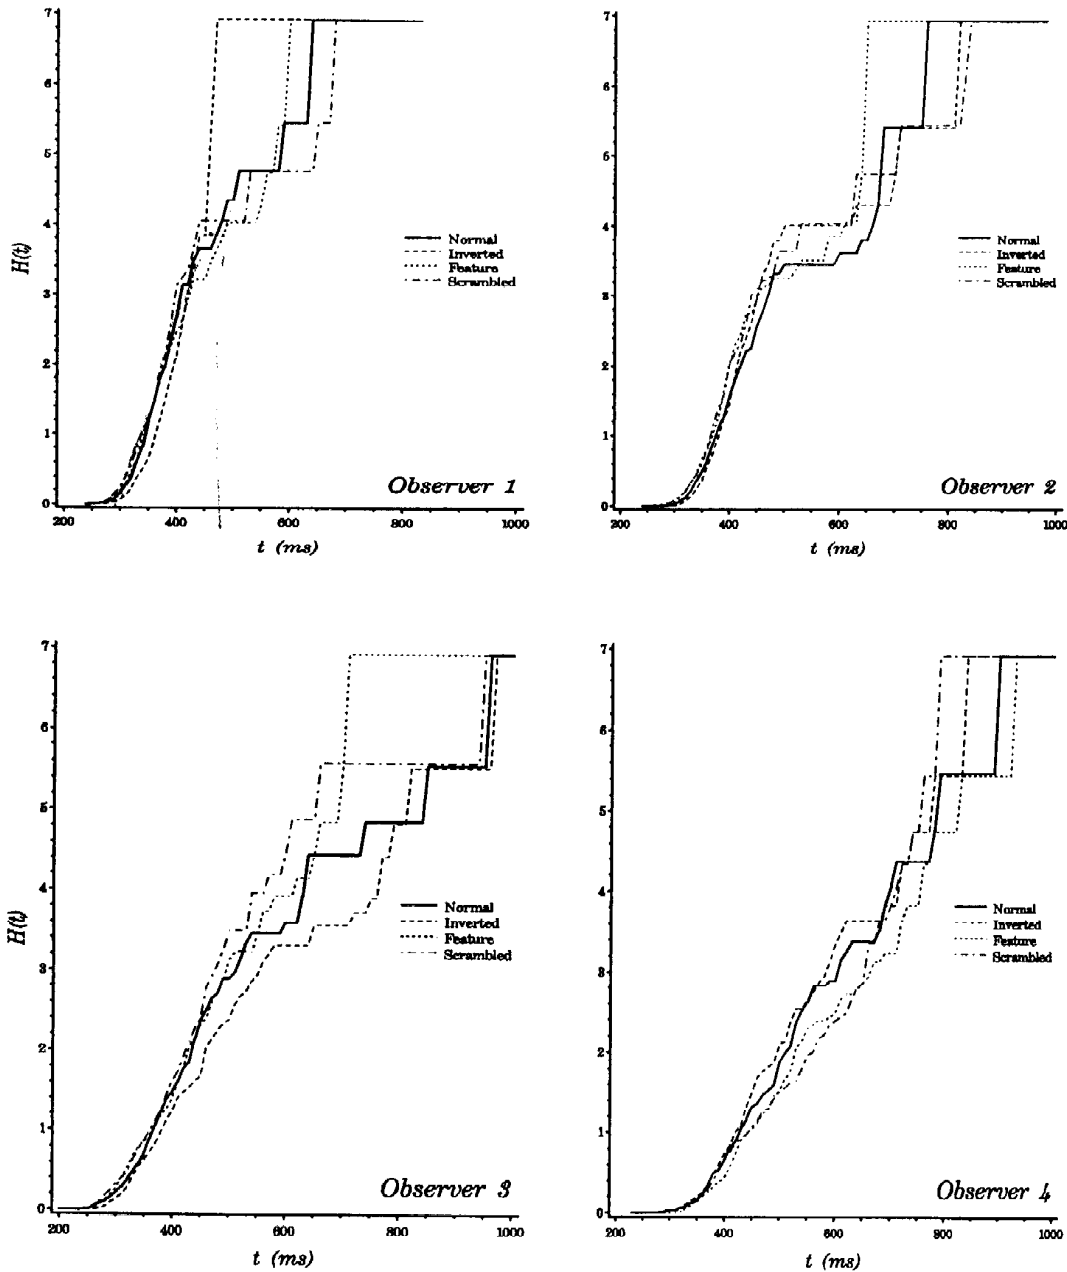 7
6
5
4
3
2
1
0
H(t)
200 400 600 800 1000
t (ms)
Normal
Inverted
Feature
Scrambled
Observer 1
7
6
5
4
3
2
1
0
200 400 600 800 1000
t (ms)
Normal
Inverted
Feature
Scrambled
Observer 2
7
6
5
4
3
2
1
0
H(t)
200 400 600 800 1000
t (ms)
Normal
Inverted
Feature
Scrambled
Observer 3
7
6
5
4
3
2
1
0
200 400 600 800 1000
t (ms)
Normal
Inverted
Feature
Scrambled
Observer 4